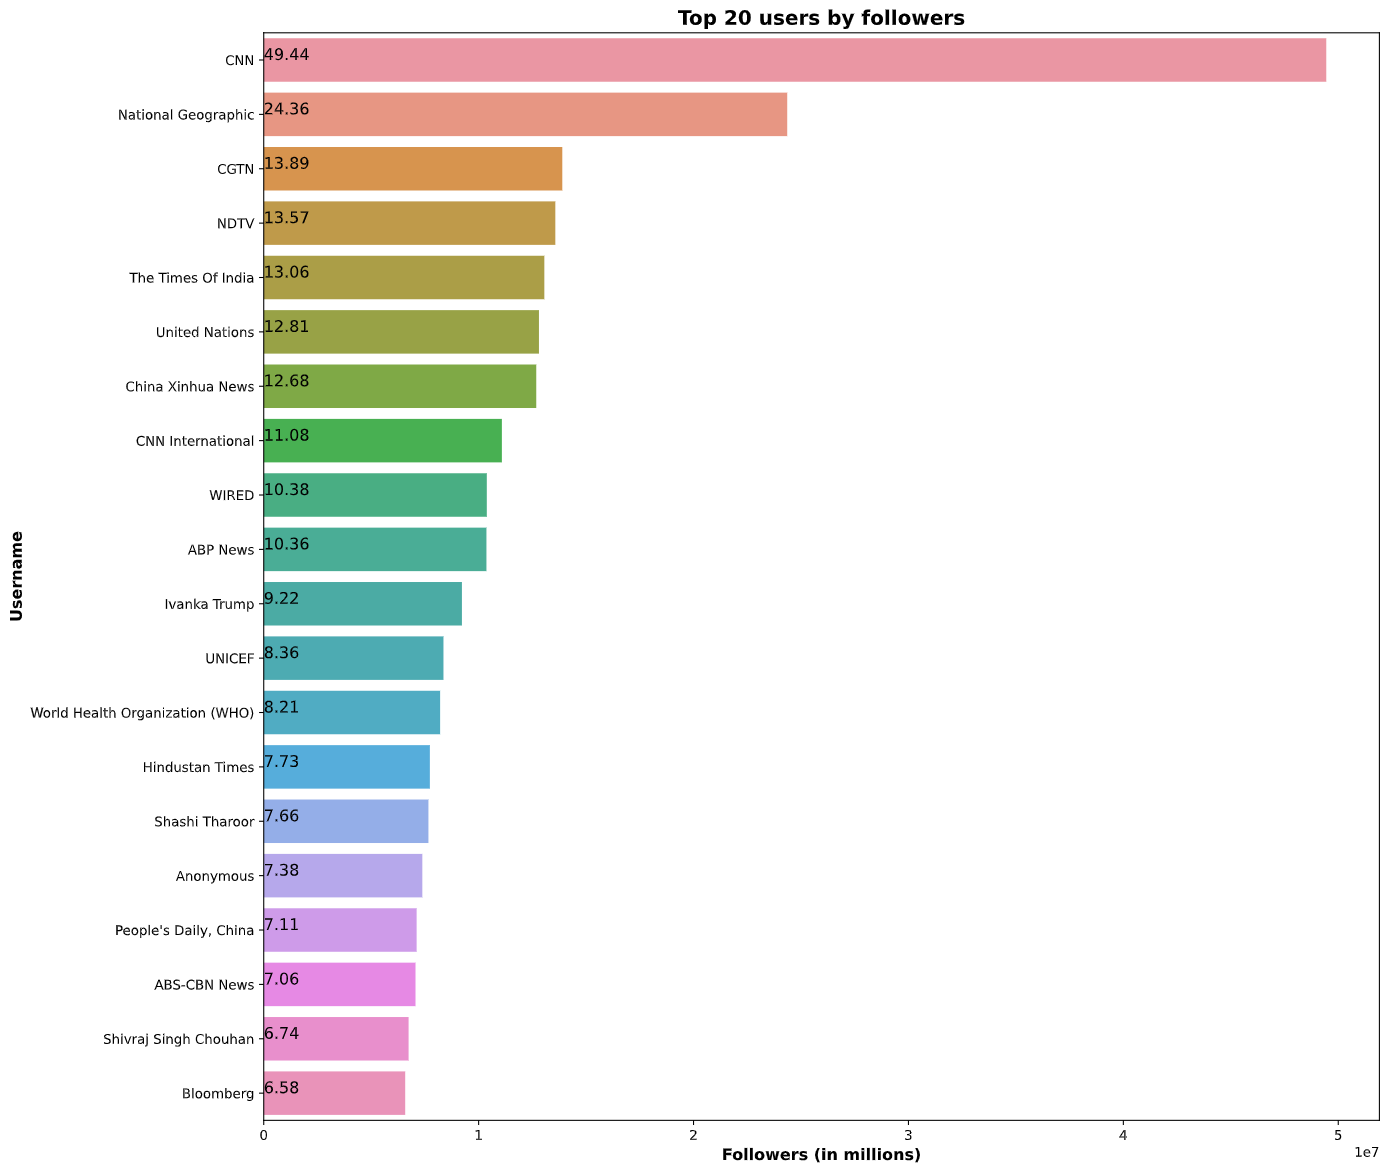 Top 20 users by followers
CNN 49.44
National Geographic 24.36
CGTN 13.89
NDTV 13.57
The Times Of India 13.06
United Nations 12.81
China Xinhua News 12.68
CNN International 11.08
WIRED 10.38
ABP News 10.36
Ivanka Trump 9.22
UNICEF 8.36
World Health Organization (WHO) 8.21
Hindustan Times 7.73
Shashi Tharoor 7.66
Anonymous 7.38
People's Daily, China 7.11
ABS-CBN News 7.06
Shivraj Singh Chouhan 6.74
Bloomberg 6.58
Username
0 1 2 3 4 5
1e7
Followers (in millions)